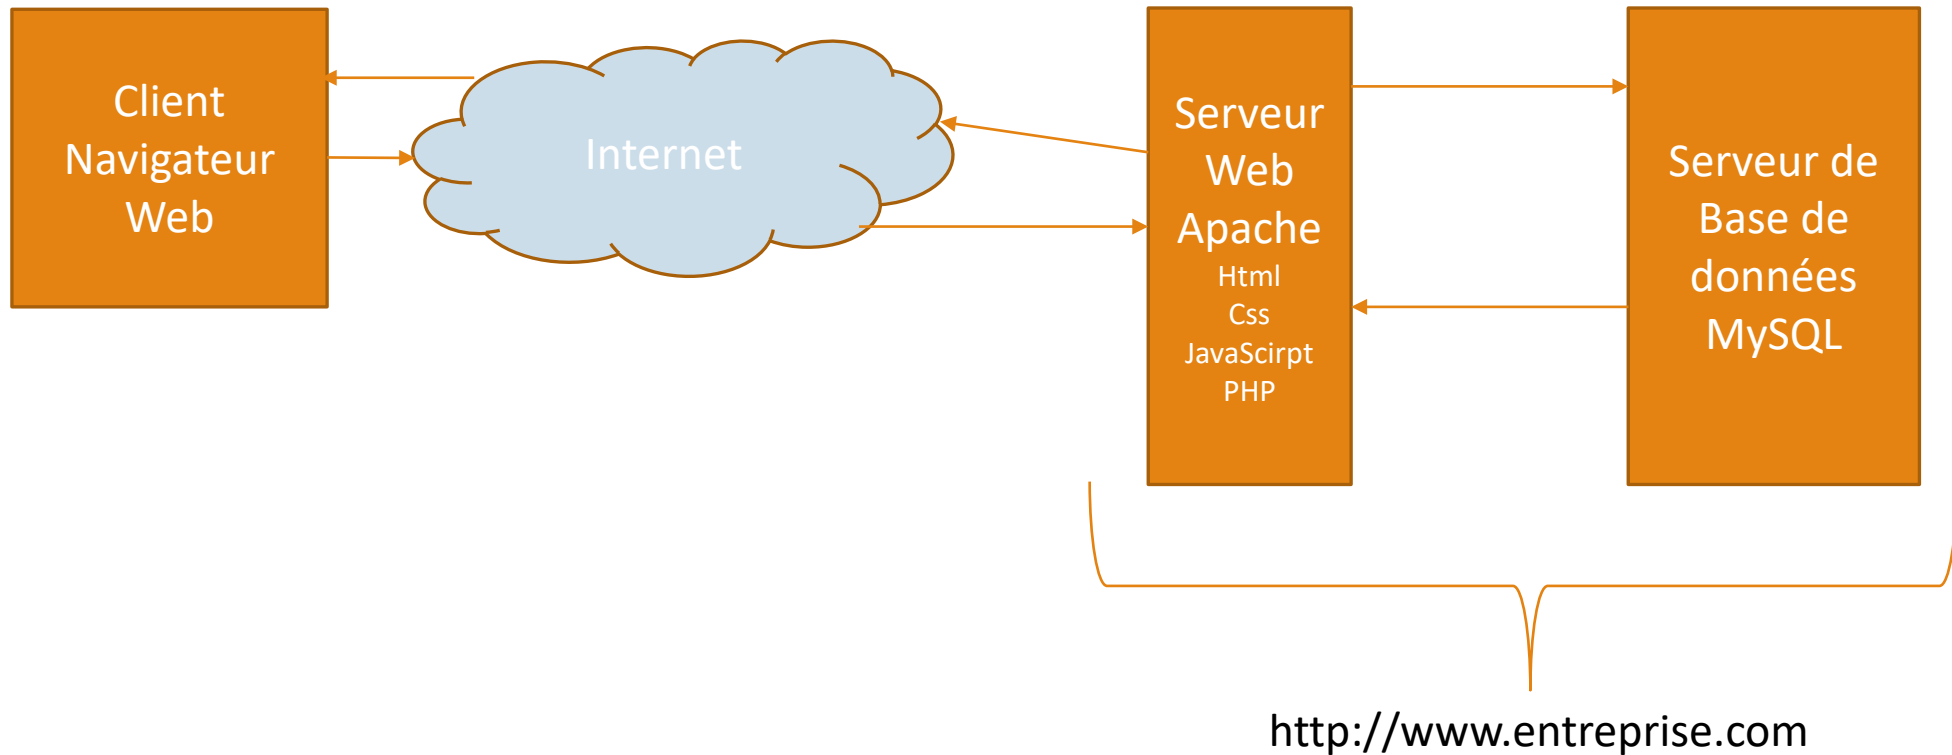 Client
Navigateur
Web
Internet
Serveur
Web
Apache
Html
Css
JavaScirpt
PHP
Serveur de
Base de
données
MySQL
http://www.entreprise.com